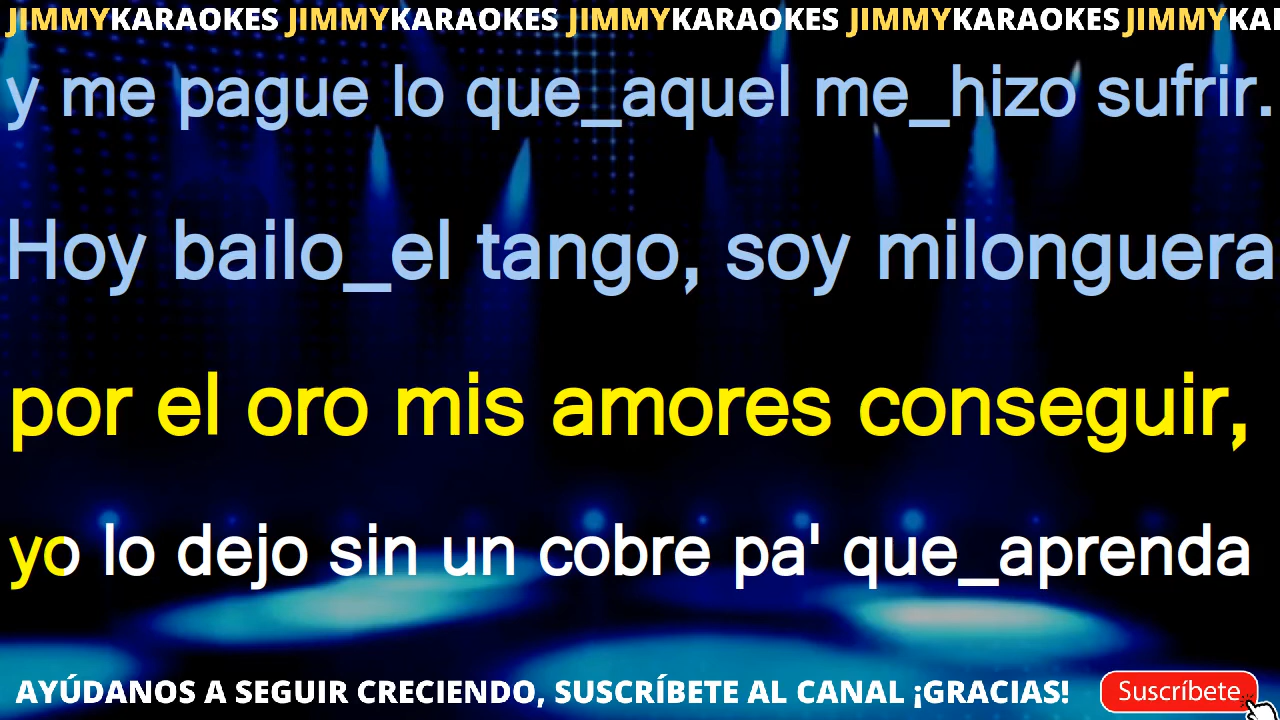 JIMMYKARAOKES JIMMYKARAOKES JIMMYKARAOKES JIMMYKARAOKES JIMMYKA
y me pague lo que_aquel me_hizo sufrir.
Hoy bailo_el tango, soy milonguera
por el oro mis amores conseguir,
yo lo dejo sin un cobre pa' que_aprenda
AYÚDANOS A SEGUIR CRECIENDO, SUSCRÍBETE AL CANAL ¡GRACIAS! Suscríbete